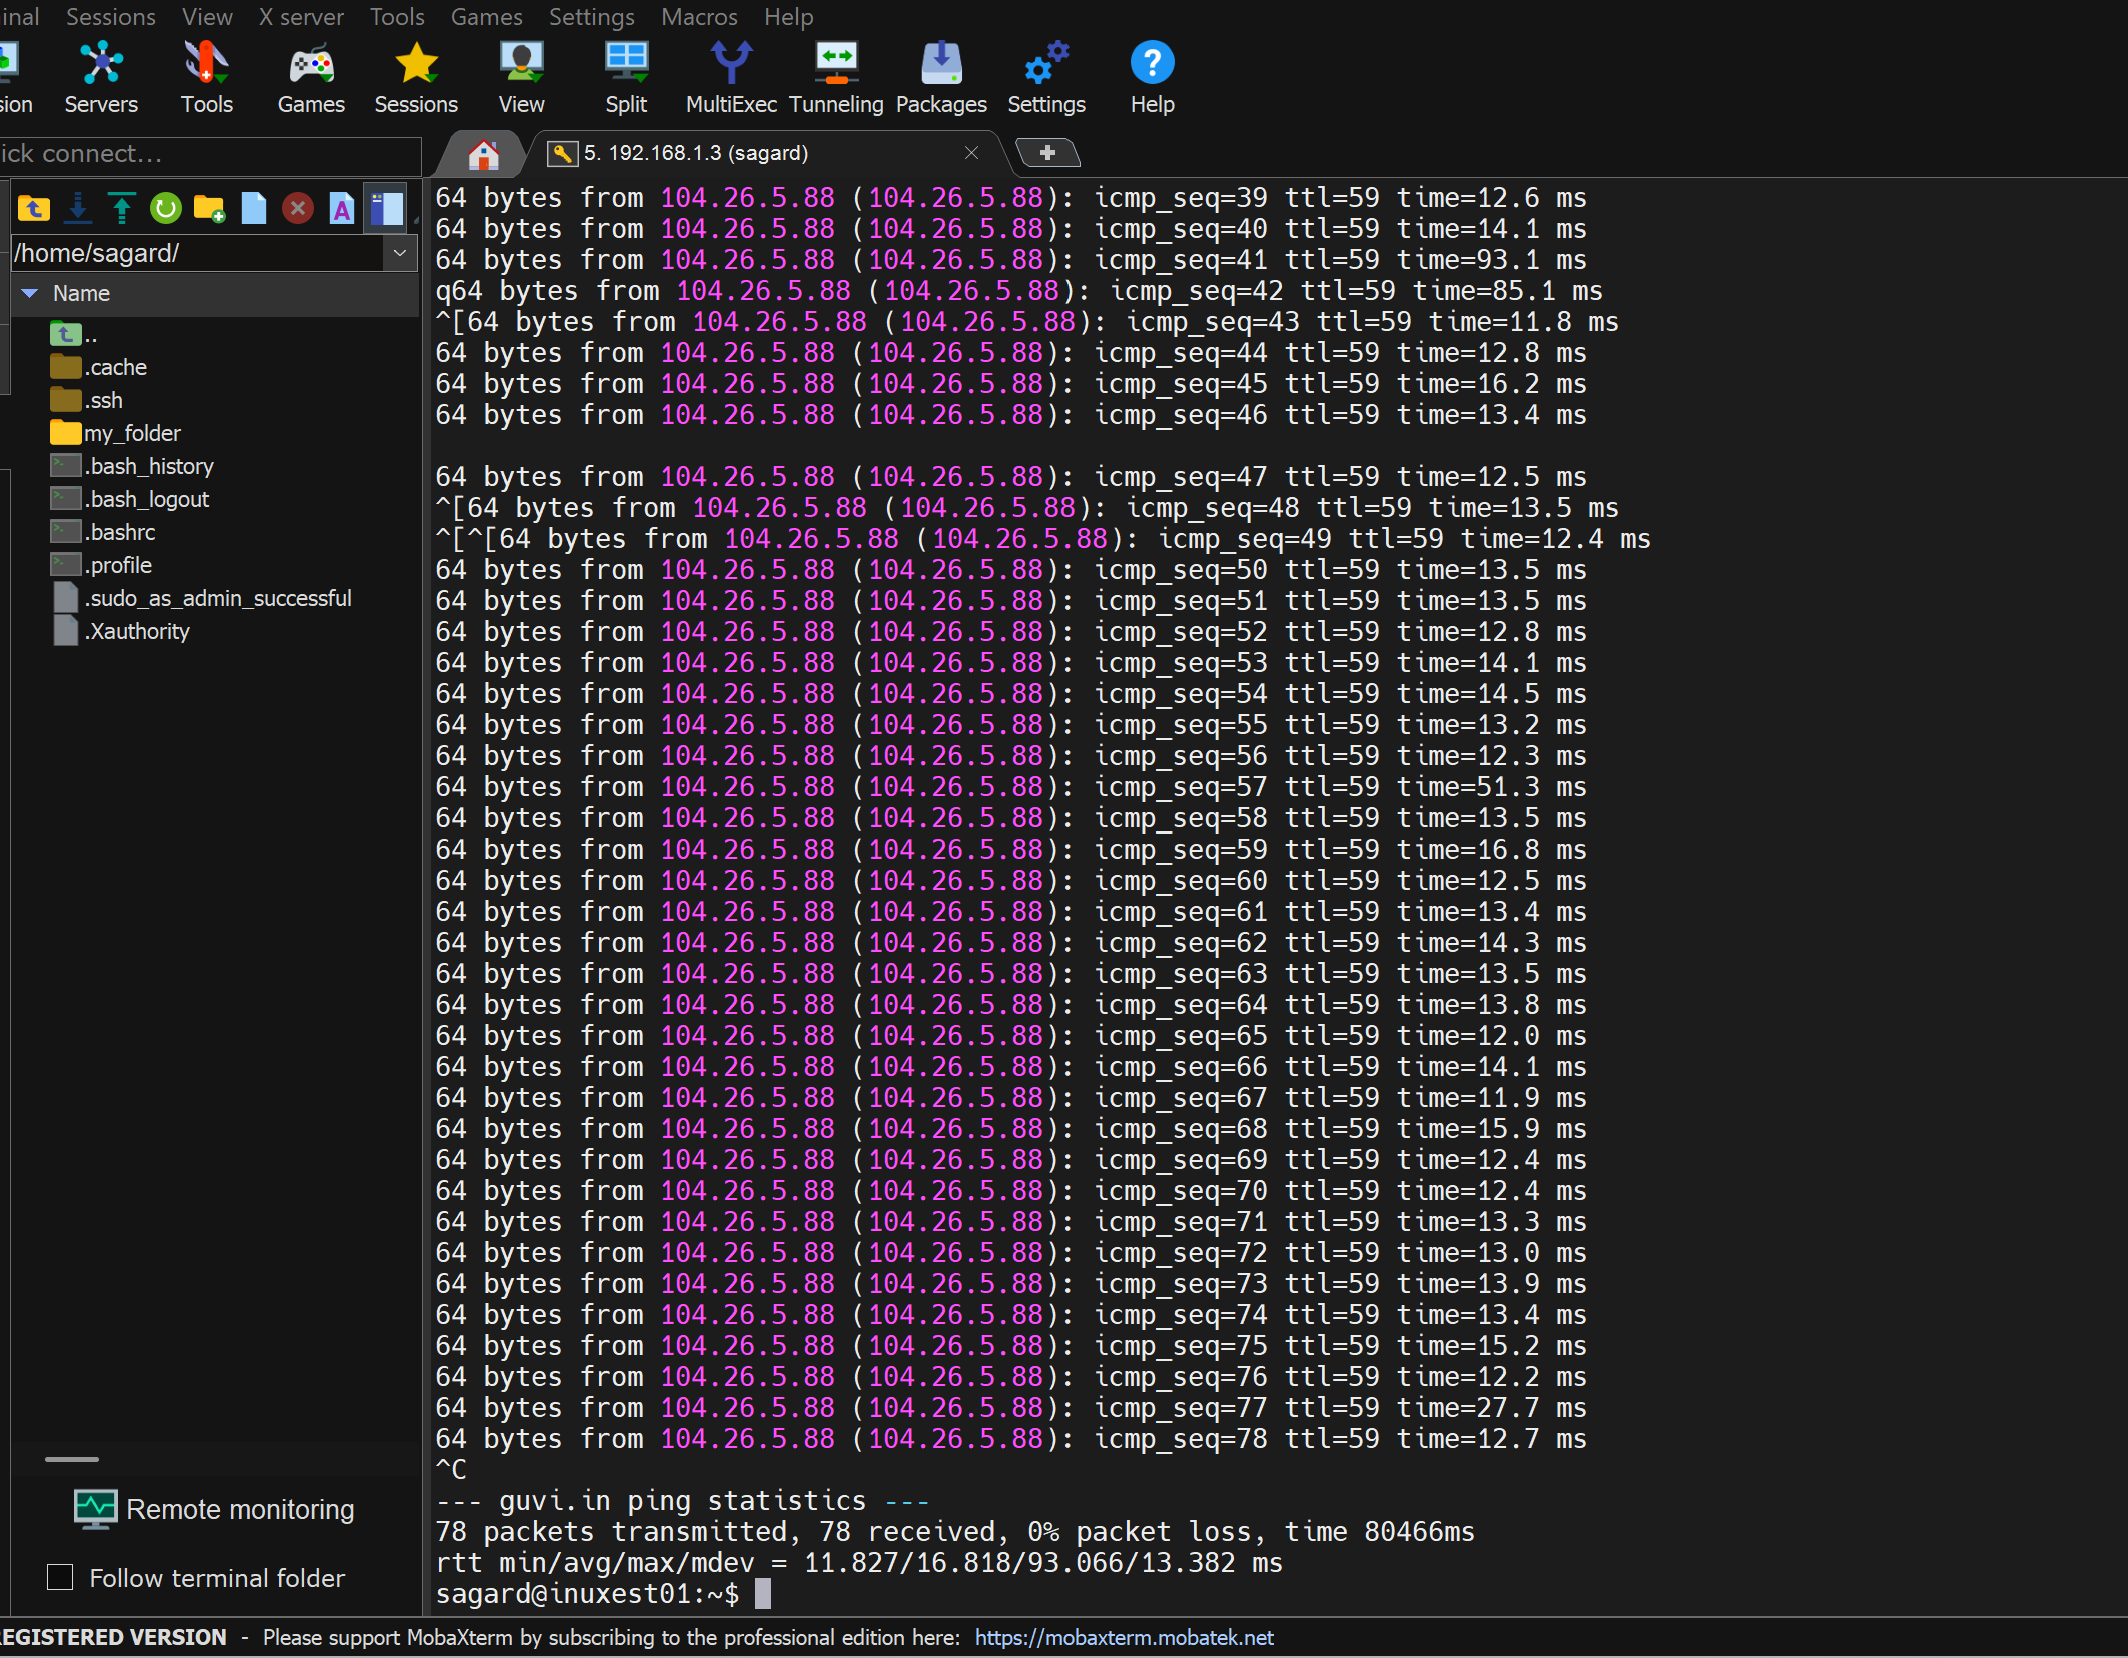 inal Sessions View X server Tools Games Settings Macros Help
sion Servers Tools Games Sessions View Split MultiExec Tunneling Packages Settings Help
ick connect...
5. 192.168.1.3 (sagard)
/home/sagard/
Name
..
.cache
.ssh
my_folder
.bash_history
.bash_logout
.bashrc
.profile
.sudo_as_admin_successful
.Xauthority
Remote monitoring
Follow terminal folder
64 bytes from 104.26.5.88 (104.26.5.88): icmp_seq=39 ttl=59 time=12.6 ms
64 bytes from 104.26.5.88 (104.26.5.88): icmp_seq=40 ttl=59 time=14.1 ms
64 bytes from 104.26.5.88 (104.26.5.88): icmp_seq=41 ttl=59 time=93.1 ms
q64 bytes from 104.26.5.88 (104.26.5.88): icmp_seq=42 ttl=59 time=85.1 ms
^[64 bytes from 104.26.5.88 (104.26.5.88): icmp_seq=43 ttl=59 time=11.8 ms
64 bytes from 104.26.5.88 (104.26.5.88): icmp_seq=44 ttl=59 time=12.8 ms
64 bytes from 104.26.5.88 (104.26.5.88): icmp_seq=45 ttl=59 time=16.2 ms
64 bytes from 104.26.5.88 (104.26.5.88): icmp_seq=46 ttl=59 time=13.4 ms
64 bytes from 104.26.5.88 (104.26.5.88): icmp_seq=47 ttl=59 time=12.5 ms
^[64 bytes from 104.26.5.88 (104.26.5.88): icmp_seq=48 ttl=59 time=13.5 ms
^[^[64 bytes from 104.26.5.88 (104.26.5.88): icmp_seq=49 ttl=59 time=12.4 ms
64 bytes from 104.26.5.88 (104.26.5.88): icmp_seq=50 ttl=59 time=13.5 ms
64 bytes from 104.26.5.88 (104.26.5.88): icmp_seq=51 ttl=59 time=13.5 ms
64 bytes from 104.26.5.88 (104.26.5.88): icmp_seq=52 ttl=59 time=12.8 ms
64 bytes from 104.26.5.88 (104.26.5.88): icmp_seq=53 ttl=59 time=14.1 ms
64 bytes from 104.26.5.88 (104.26.5.88): icmp_seq=54 ttl=59 time=14.5 ms
64 bytes from 104.26.5.88 (104.26.5.88): icmp_seq=55 ttl=59 time=13.2 ms
64 bytes from 104.26.5.88 (104.26.5.88): icmp_seq=56 ttl=59 time=12.3 ms
64 bytes from 104.26.5.88 (104.26.5.88): icmp_seq=57 ttl=59 time=51.3 ms
64 bytes from 104.26.5.88 (104.26.5.88): icmp_seq=58 ttl=59 time=13.5 ms
64 bytes from 104.26.5.88 (104.26.5.88): icmp_seq=59 ttl=59 time=16.8 ms
64 bytes from 104.26.5.88 (104.26.5.88): icmp_seq=60 ttl=59 time=12.5 ms
64 bytes from 104.26.5.88 (104.26.5.88): icmp_seq=61 ttl=59 time=13.4 ms
64 bytes from 104.26.5.88 (104.26.5.88): icmp_seq=62 ttl=59 time=14.3 ms
64 bytes from 104.26.5.88 (104.26.5.88): icmp_seq=63 ttl=59 time=13.5 ms
64 bytes from 104.26.5.88 (104.26.5.88): icmp_seq=64 ttl=59 time=13.8 ms
64 bytes from 104.26.5.88 (104.26.5.88): icmp_seq=65 ttl=59 time=12.0 ms
64 bytes from 104.26.5.88 (104.26.5.88): icmp_seq=66 ttl=59 time=14.1 ms
64 bytes from 104.26.5.88 (104.26.5.88): icmp_seq=67 ttl=59 time=11.9 ms
64 bytes from 104.26.5.88 (104.26.5.88): icmp_seq=68 ttl=59 time=15.9 ms
64 bytes from 104.26.5.88 (104.26.5.88): icmp_seq=69 ttl=59 time=12.4 ms
64 bytes from 104.26.5.88 (104.26.5.88): icmp_seq=70 ttl=59 time=12.4 ms
64 bytes from 104.26.5.88 (104.26.5.88): icmp_seq=71 ttl=59 time=13.3 ms
64 bytes from 104.26.5.88 (104.26.5.88): icmp_seq=72 ttl=59 time=13.0 ms
64 bytes from 104.26.5.88 (104.26.5.88): icmp_seq=73 ttl=59 time=13.9 ms
64 bytes from 104.26.5.88 (104.26.5.88): icmp_seq=74 ttl=59 time=13.4 ms
64 bytes from 104.26.5.88 (104.26.5.88): icmp_seq=75 ttl=59 time=15.2 ms
64 bytes from 104.26.5.88 (104.26.5.88): icmp_seq=76 ttl=59 time=12.2 ms
64 bytes from 104.26.5.88 (104.26.5.88): icmp_seq=77 ttl=59 time=27.7 ms
64 bytes from 104.26.5.88 (104.26.5.88): icmp_seq=78 ttl=59 time=12.7 ms
^C
--- guvi.in ping statistics ---
78 packets transmitted, 78 received, 0% packet loss, time 80466ms
rtt min/avg/max/mdev = 11.827/16.818/93.066/13.382 ms
sagard@inuxest01:~$
REGISTERED VERSION - Please support MobaXterm by subscribing to the professional edition here: https://mobaxterm.mobatek.net